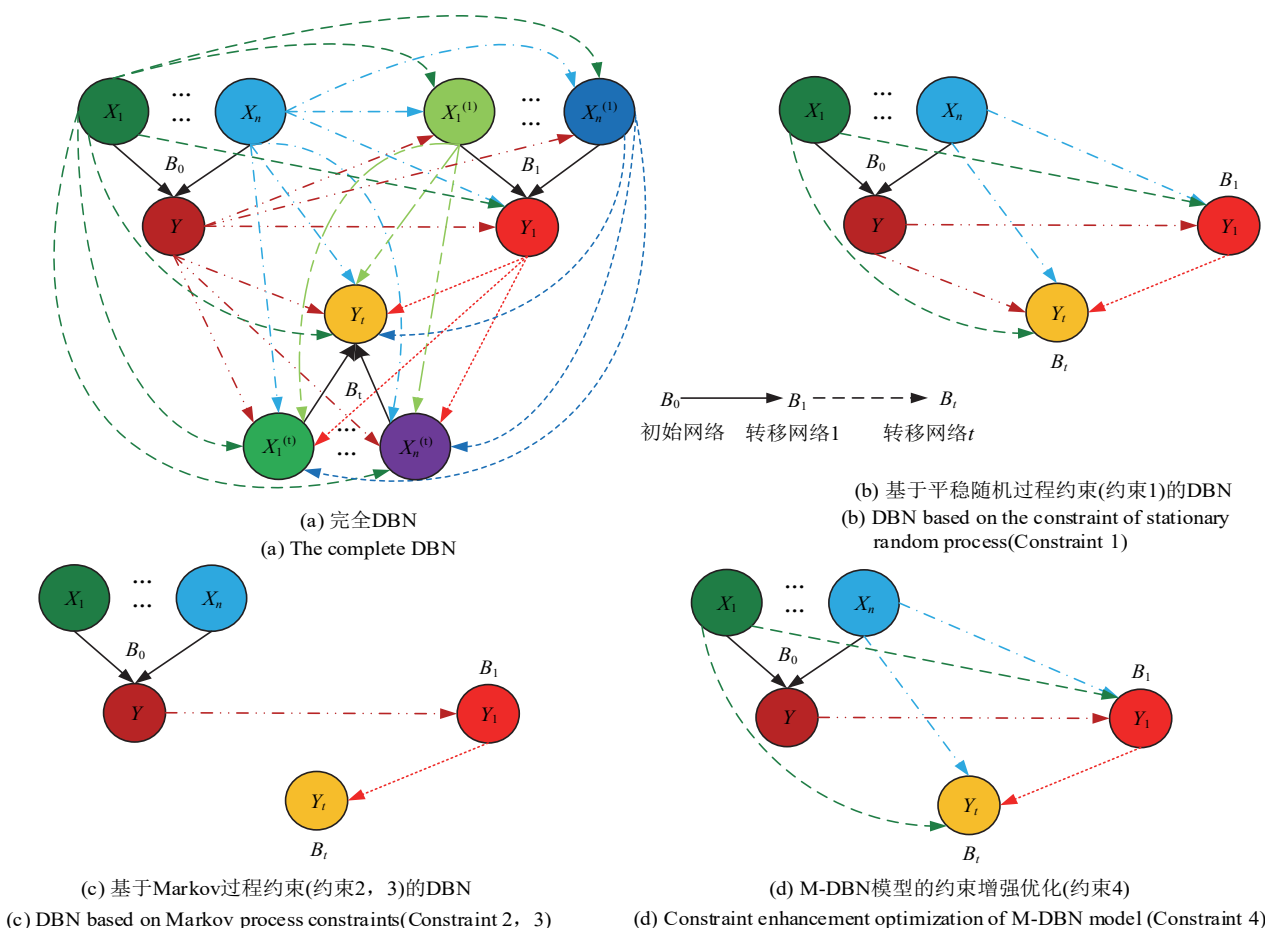 X₁ ... ... Xₙ X₁⁽¹⁾ ... ... Xₙ⁽¹⁾
B₀ B₁
Y Y₁
Yₜ
Bₜ
X₁⁽ᵗ⁾ ... ... Xₙ⁽ᵗ⁾
(a) 完全DBN
(a) The complete DBN
X₁ ... ... Xₙ
B₀
B₁
Y Y₁
Yₜ
Bₜ
B₀ B₁ Bₜ
初始网络 转移网络1 转移网络t
(b) 基于平稳随机过程约束(约束1)的DBN
(b) DBN based on the constraint of stationary
random process(Constraint 1)
X₁ ... ... Xₙ
B₀
B₁
Y Y₁
Yₜ
Bₜ
(c) 基于Markov过程约束(约束2，3)的DBN
(c) DBN based on Markov process constraints(Constraint 2，3)
X₁ ... ... Xₙ
B₀
B₁
Y Y₁
Yₜ
Bₜ
(d) M-DBN模型的约束增强优化(约束4)
(d) Constraint enhancement optimization of M-DBN model (Constraint 4)